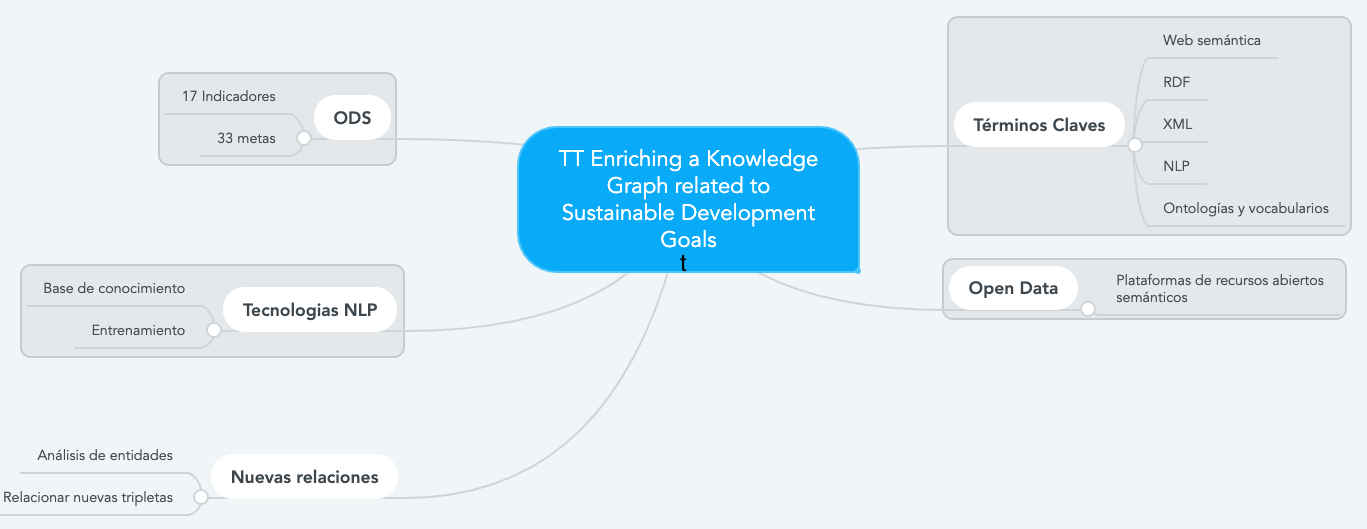 TT Enriching a Knowledge
Graph related to
Sustainable Development
Goals
t
ODS
17 Indicadores
33 metas
Tecnologias NLP
Base de conocimiento
Entrenamiento
Nuevas relaciones
Análisis de entidades
Relacionar nuevas tripletas
Términos Claves
Web semántica
RDF
XML
NLP
Ontologías y vocabularios
Open Data
Plataformas de recursos abiertos
semánticos